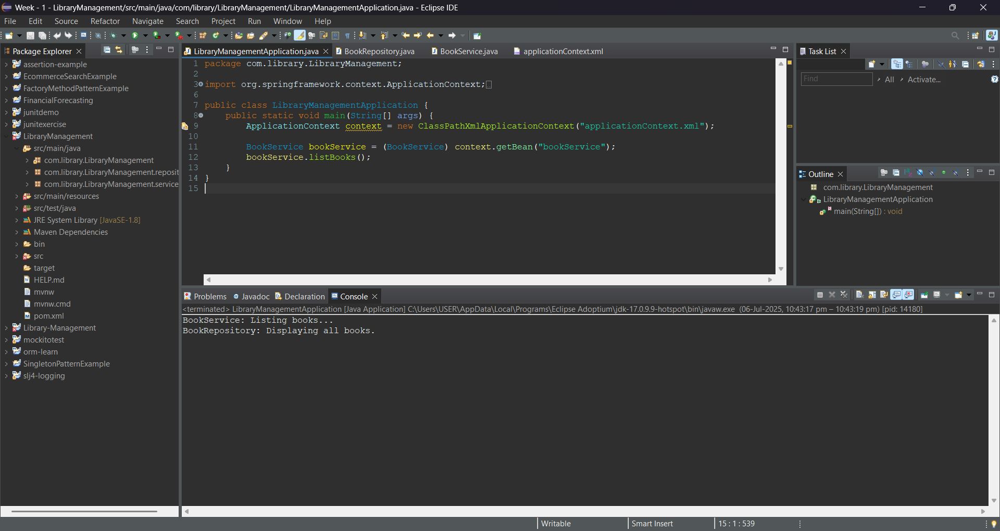 Week - 1 - LibraryManagement/src/main/java/com/library/LibraryManagement/LibraryManagementApplication.java - Eclipse IDE
File Edit Source Refactor Navigate Search Project Run Window Help
Package Explorer
assertion-example
EcommerceSearchExample
FactoryMethodPatternExample
FinancialForecasting
junitdemo
junitexercise
LibraryManagement
src/main/java
com.library.LibraryManagement
com.library.LibraryManagement.reposit
com.library.LibraryManagement.service
src/main/resources
src/test/java
JRE System Library [JavaSE-1.8]
Maven Dependencies
bin
src
target
HELP.md
mvnw
mvnw.cmd
pom.xml
Library-Management
mockitotest
orm-learn
SingletonPatternExample
slj4-logging
LibraryManagementApplication.java BookRepository.java BookService.java applicationContext.xml
1 package com.library.LibraryManagement;
2
3 import org.springframework.context.ApplicationContext;
6
7 public class LibraryManagementApplication {
8 public static void main(String[] args) {
9 ApplicationContext context = new ClassPathXmlApplicationContext("applicationContext.xml");
10
11 BookService bookService = (BookService) context.getBean("bookService");
12 bookService.listBooks();
13 }
14 }
15
Task List
Find All Activate...
Outline
com.library.LibraryManagement
LibraryManagementApplication
main(String[]) : void
Problems Javadoc Declaration Console
<terminated> LibraryManagementApplication [Java Application] C:\Users\USER\AppData\Local\Programs\Eclipse Adoptium\jdk-17.0.9.9-hotspot\bin\javaw.exe (06-Jul-2025, 10:43:17 pm – 10:43:19 pm) [pid: 14180]
BookService: Listing books...
BookRepository: Displaying all books.
Writable Smart Insert 15 : 1 : 539